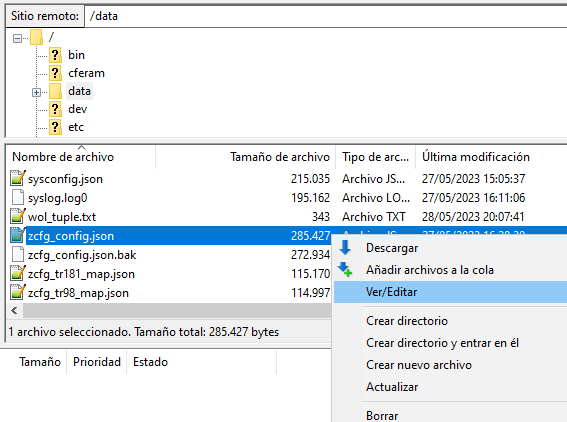 Sitio remoto: /data
/
bin
cferam
data
dev
etc
Nombre de archivo Tamaño de archivo Tipo de arc... Última modificación
sysconfig.json 215.035 Archivo JS... 27/05/2023 15:05:37
syslog.log0 195.162 Archivo LO... 27/05/2023 16:11:06
wol_tuple.txt 343 Archivo TXT 28/05/2023 20:07:41
zcfg_config.json 285.427
zcfg_config.json.bak 272.934
zcfg_tr181_map.json 115.170
zcfg_tr98_map.json 114.997
1 archivo seleccionado. Tamaño total: 285.427 bytes
Tamaño Prioridad Estado
Descargar
Añadir archivos a la cola
Ver/Editar
Crear directorio
Crear directorio y entrar en él
Crear nuevo archivo
Actualizar
Borrar